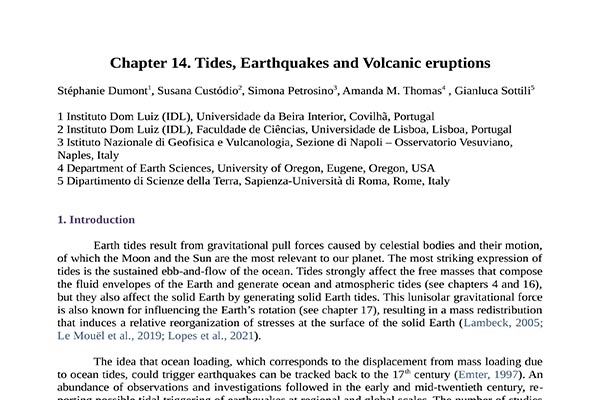 Chapter 14. Tides, Earthquakes and Volcanic eruptions
Stéphanie Dumont1, Susana Custódio2, Simona Petrosino3, Amanda M. Thomas4 , Gianluca Sottili5
1 Instituto Dom Luiz (IDL), Universidade da Beira Interior, Covilhã, Portugal
2 Instituto Dom Luiz (IDL), Faculdade de Ciências, Universidade de Lisboa, Lisboa, Portugal
3 Istituto Nazionale di Geofisica e Vulcanologia, Sezione di Napoli – Osservatorio Vesuviano,
Naples, Italy
4 Department of Earth Sciences, University of Oregon, Eugene, Oregon, USA
5 Dipartimento di Scienze della Terra, Sapienza-Università di Roma, Rome, Italy
1. Introduction
Earth tides result from gravitational pull forces caused by celestial bodies and their motion,
of which the Moon and the Sun are the most relevant to our planet. The most striking expression of
tides is the sustained ebb-and-flow of the ocean. Tides strongly affect the free masses that compose
the fluid envelopes of the Earth and generate ocean and atmospheric tides (see chapters 4 and 16),
but they also affect the solid Earth by generating solid Earth tides. This lunisolar gravitational force
is also known for influencing the Earth's rotation (see chapter 17), resulting in a mass redistribution
that induces a relative reorganization of stresses at the surface of the solid Earth (Lambeck, 2005;
Le Mouël et al., 2019; Lopes et al., 2021).
The idea that ocean loading, which corresponds to the displacement from mass loading due
to ocean tides, could trigger earthquakes can be tracked back to the 17th century (Emter, 1997). An
abundance of observations and investigations followed in the early and mid-twentieth century, re-
porting possible tidal triggering of earthquakes at regional and global scales. The number of studies